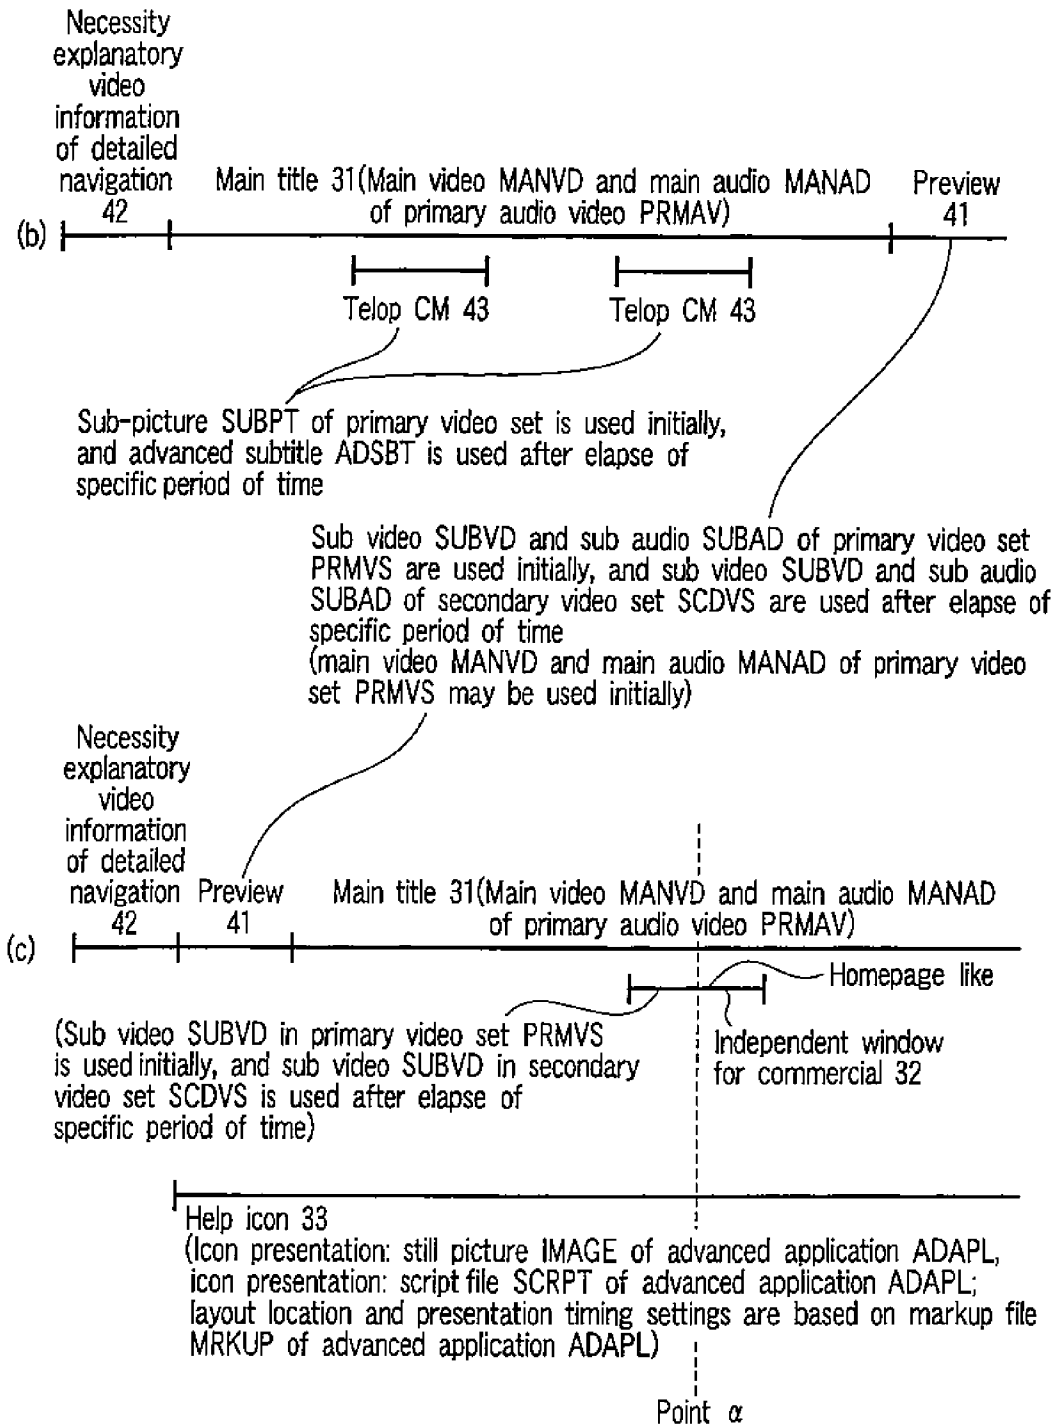 Necessity
explanatory
video
information
of detailed
navigation
42
Main title 31(Main video MANVD and main audio MANAD
of primary audio video PRMAV)
Preview
41
(b)
Telop CM 43
Telop CM 43
Sub-picture SUBPT of primary video set is used initially,
and advanced subtitle ADSBT is used after elapse of
specific period of time
Sub video SUBVD and sub audio SUBAD of primary video set
PRMVS are used initially, and sub video SUBVD and sub audio
SUBAD of secondary video set SCDVS are used after elapse of
specific period of time
(main video MANVD and main audio MANAD of primary video
set PRMVS may be used initially)
Necessity
explanatory
video
information
of detailed
navigation
42
Preview
41
Main title 31(Main video MANVD and main audio MANAD
of primary audio video PRMAV)
(c)
Homepage like
(Sub video SUBVD in primary video set PRMVS
is used initially, and sub video SUBVD in secondary
video set SCDVS is used after elapse of
specific period of time)
Independent window
for commercial 32
Help icon 33
(Icon presentation: still picture IMAGE of advanced application ADAPL,
icon presentation: script file SCRPT of advanced application ADAPL;
layout location and presentation timing settings are based on markup file
MRKUP of advanced application ADAPL)
Point α